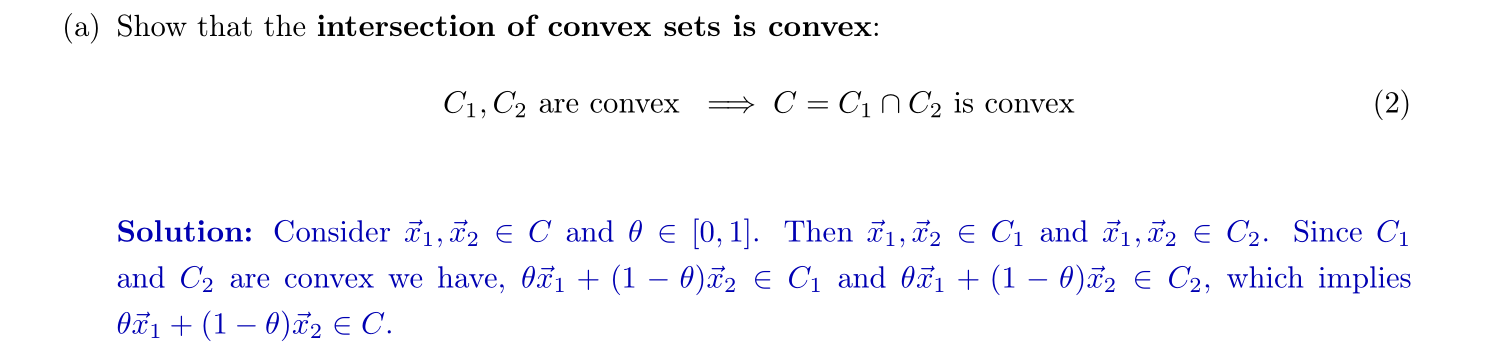 (a) Show that the intersection of convex sets is convex:
C₁, C₂ are convex ⟹ C = C₁ ∩ C₂ is convex (2)
Solution: Consider x⃗₁, x⃗₂ ∈ C and θ ∈ [0, 1]. Then x⃗₁, x⃗₂ ∈ C₁ and x⃗₁, x⃗₂ ∈ C₂. Since C₁
and C₂ are convex we have, θx⃗₁ + (1 − θ)x⃗₂ ∈ C₁ and θx⃗₁ + (1 − θ)x⃗₂ ∈ C₂, which implies
θx⃗₁ + (1 − θ)x⃗₂ ∈ C.